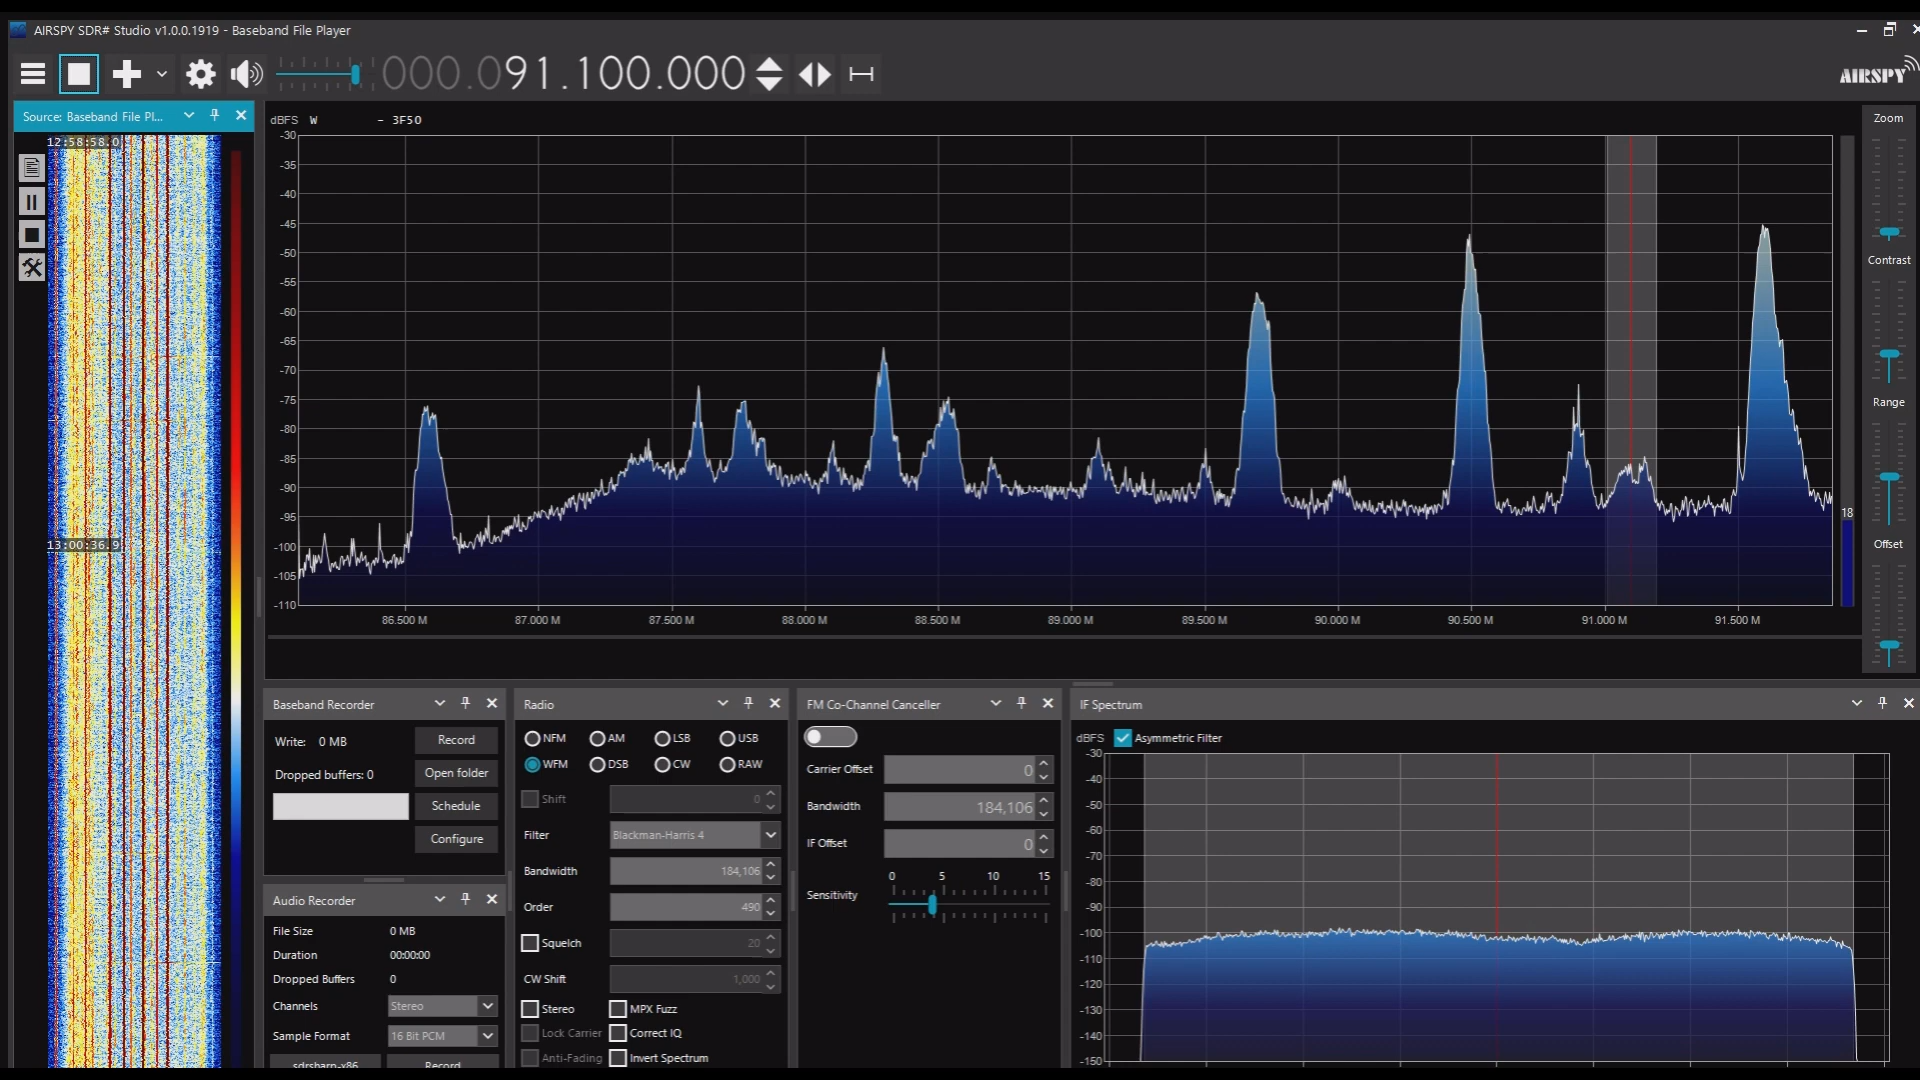 AIRSPY SDR# Studio v1.0.0.1919 - Baseband File Player
000.091.100.000
AIRSPY
Source: Baseband File Pl...
12:58:58.0
13:00:36.9
dBFS W - 3F50
-30
-35
-40
-45
-50
-55
-60
-65
-70
-75
-80
-85
-90
-95
-100
-105
-110
86.500 M 87.000 M 87.500 M 88.000 M 88.500 M 89.000 M 89.500 M 90.000 M 90.500 M 91.000 M 91.500 M
18
Zoom
Contrast
Range
Offset
Baseband Recorder
Write: 0 MB Record
Dropped buffers: 0 Open folder
Schedule
Configure
Audio Recorder
File Size 0 MB
Duration 00:00:00
Dropped Buffers 0
Channels Stereo
Sample Format 16 Bit PCM
sdrsharp-x86 Record
Radio
NFM AM LSB USB
WFM DSB CW RAW
Shift 0
Filter Blackman-Harris 4
Bandwidth 184,106
Order 490
Squelch 20
CW Shift 1,000
Stereo MPX Fuzz
Lock Carrier Correct IQ
Anti-Fading Invert Spectrum
FM Co-Channel Canceller
Carrier Offset 0
Bandwidth 184,106
IF Offset 0
0 5 10 15
Sensitivity
IF Spectrum
dBFS Asymmetric Filter
-30
-40
-50
-60
-70
-80
-90
-100
-110
-120
-130
-140
-150